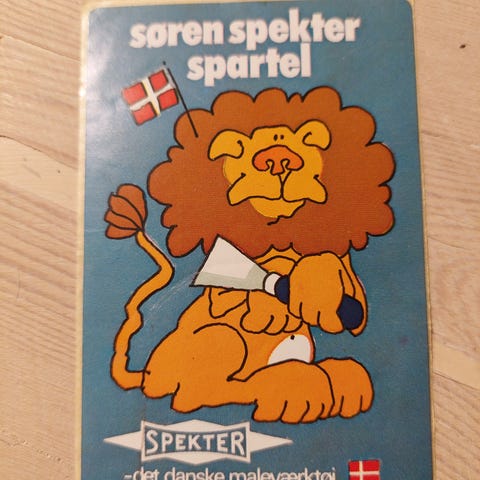 søren spekter
spartel
SPEKTER
-det danske maleværktøj